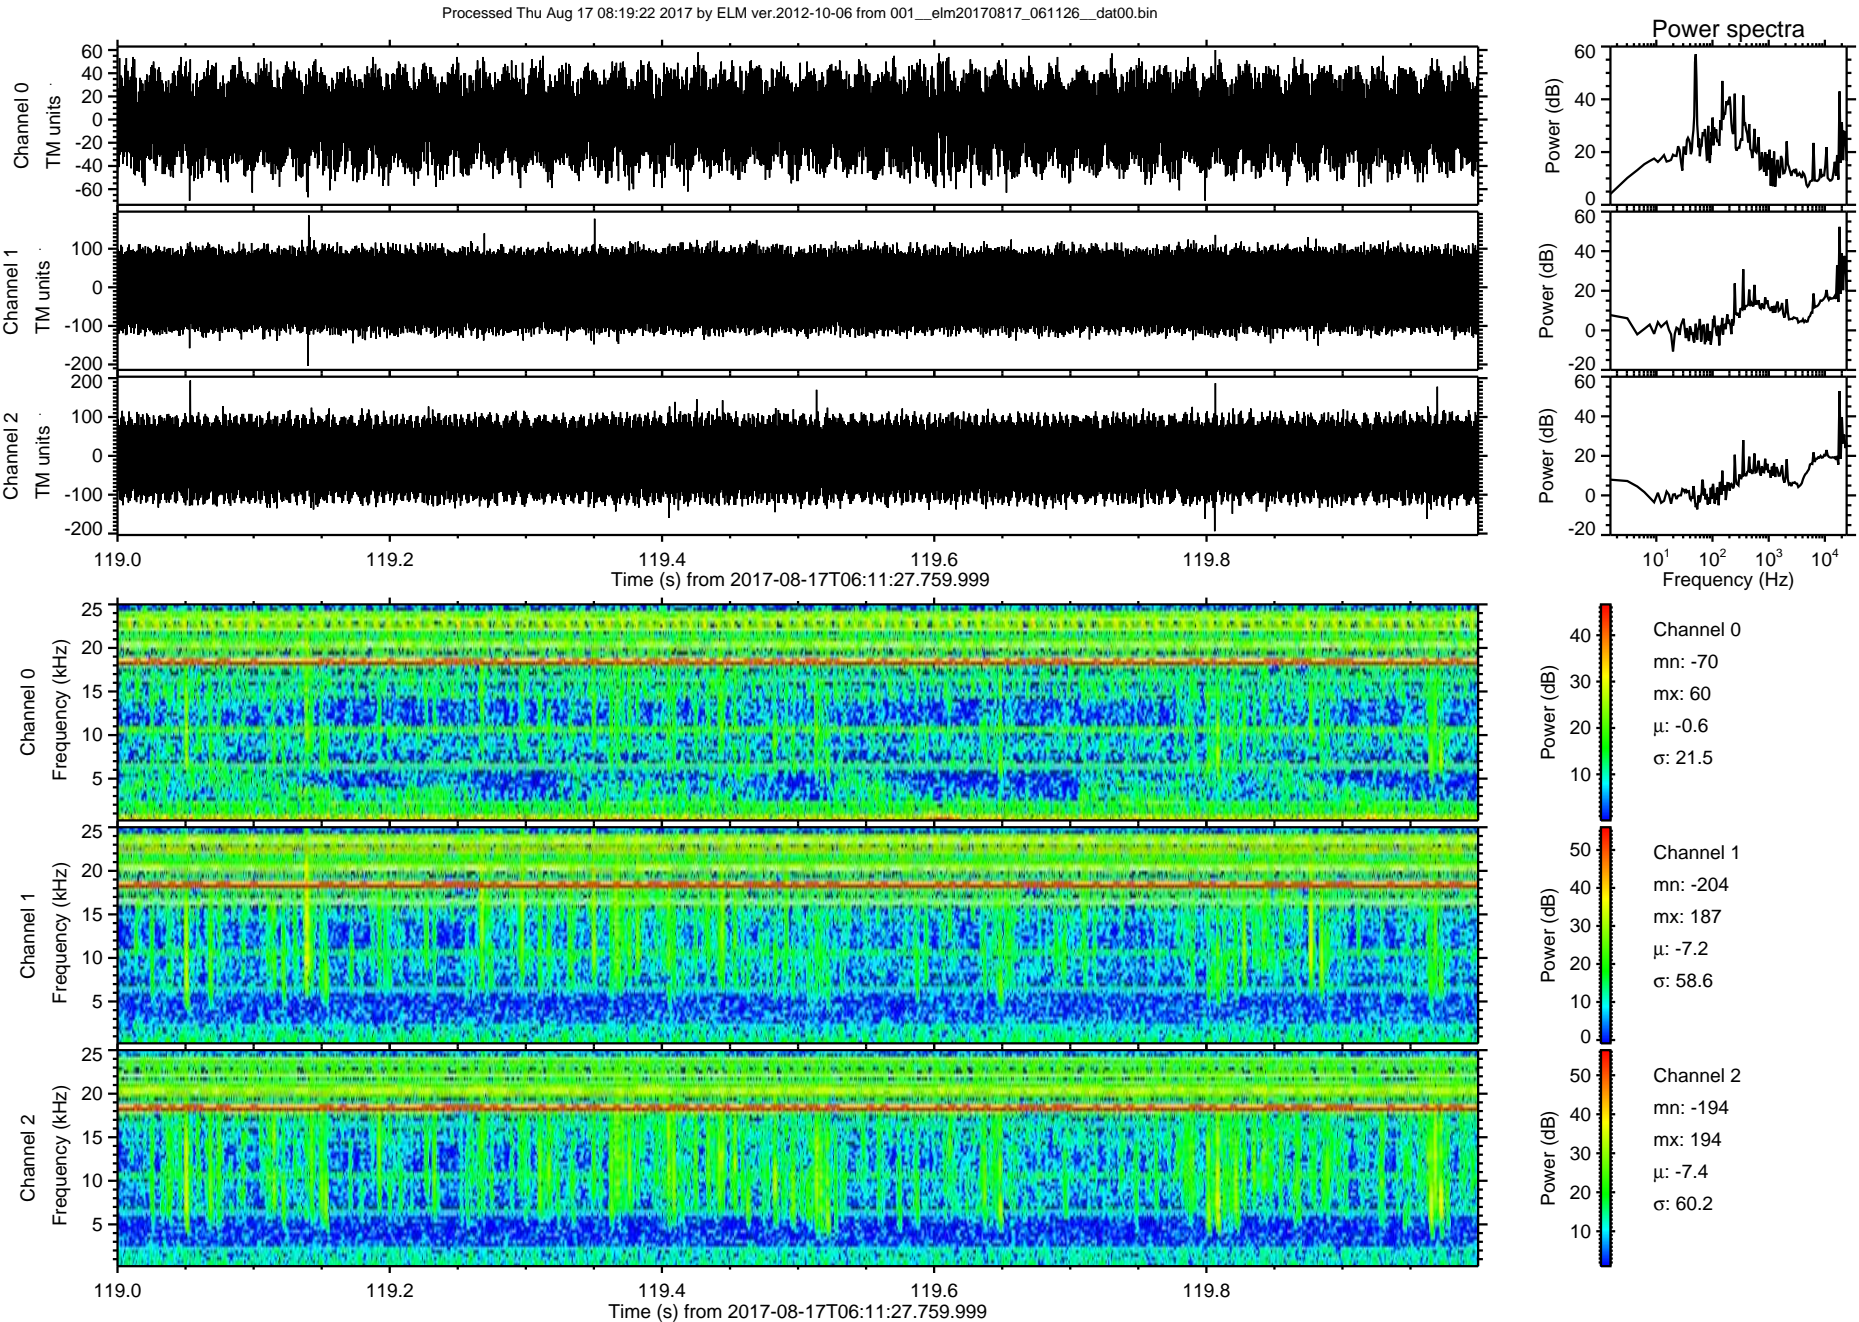 Processed Thu Aug 17 08:19:22 2017 by ELM ver.2012-10-06 from 001__elm20170817_061126__dat00.bin
Power spectra
Channel 0
TM units
60
40
20
0
-20
-40
-60
Power (dB)
60
40
20
0
Channel 1
TM units
100
0
-100
-200
Power (dB)
60
40
20
0
-20
Channel 2
TM units
200
100
0
-100
-200
Power (dB)
60
40
20
0
-20
119.0 119.2 119.4 119.6 119.8
Time (s) from 2017-08-17T06:11:27.759.999
10^1 10^2 10^3 10^4
Frequency (Hz)
Channel 0
Frequency (kHz)
25
20
15
10
5
Power (dB)
40
30
20
10
Channel 0
mn: -70
mx: 60
μ: -0.6
σ: 21.5
Channel 1
Frequency (kHz)
25
20
15
10
5
Power (dB)
50
40
30
20
10
0
Channel 1
mn: -204
mx: 187
μ: -7.2
σ: 58.6
Channel 2
Frequency (kHz)
25
20
15
10
5
Power (dB)
50
40
30
20
10
Channel 2
mn: -194
mx: 194
μ: -7.4
σ: 60.2
119.0 119.2 119.4 119.6 119.8
Time (s) from 2017-08-17T06:11:27.759.999